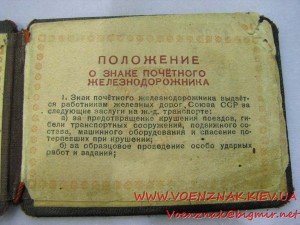 ПОЛОЖЕНИЕ
О ЗНАКЕ ПОЧЁТНОГО
ЖЕЛЕЗНОДОРОЖНИКА
1. Знак почётного железнодорожника выдаёт-
ся работникам железных дорог Союза ССР за
следующие заслуги на ж.-д. транспорте:
а) за предотвращение крушения поездов, ги-
бели транспортных сооружений, подвижного со-
става, машинного оборудования и спасение по-
терпевших при крушении;
б) за образцовое проведение особо ударных
работ и заданий;
WWW.VOENZNAK.KIEV.UA
Voenznak@bigmir.net